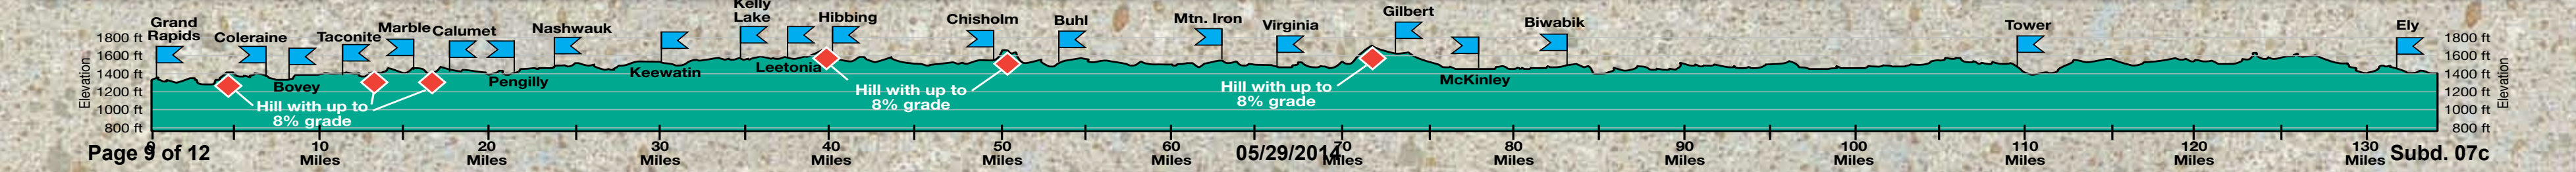 Grand
Rapids
Coleraine
Bovey
Taconite
Marble
Calumet
Pengilly
Nashwauk
Keewatin
Kelly
Lake
Leetonia
Hibbing
Chisholm
Buhl
Mtn. Iron
Virginia
Gilbert
McKinley
Biwabik
Tower
Ely
Elevation
1800 ft
1600 ft
1400 ft
1200 ft
1000 ft
800 ft
Hill with up to
8% grade
Hill with up to
8% grade
Hill with up to
8% grade
1800 ft
1600 ft
1400 ft
1200 ft
1000 ft
800 ft
Elevation
0
10
Miles
20
Miles
30
Miles
40
Miles
50
Miles
60
Miles
70
Miles
80
Miles
90
Miles
100
Miles
110
Miles
120
Miles
130
Miles
Page 9 of 12
05/29/2014
Subd. 07c